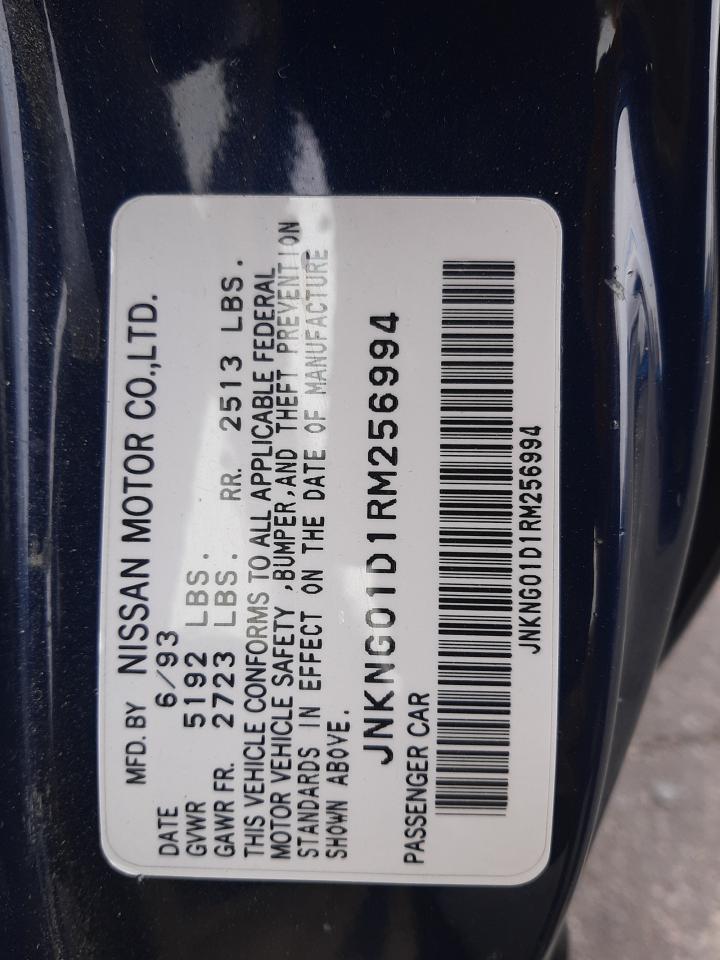 MFD. BY NISSAN MOTOR CO.,LTD.
DATE 6/93
GVWR 5192 LBS.
GAWR FR. 2723 LBS. RR. 2513 LBS.
THIS VEHICLE CONFORMS TO ALL APPLICABLE FEDERAL
MOTOR VEHICLE SAFETY ,BUMPER,AND THEFT PREVENTION
STANDARDS IN EFFECT ON THE DATE OF MANUFACTURE
SHOWN ABOVE.
JNKNG01D1RM256994
PASSENGER CAR
JNKNG01D1RM256994